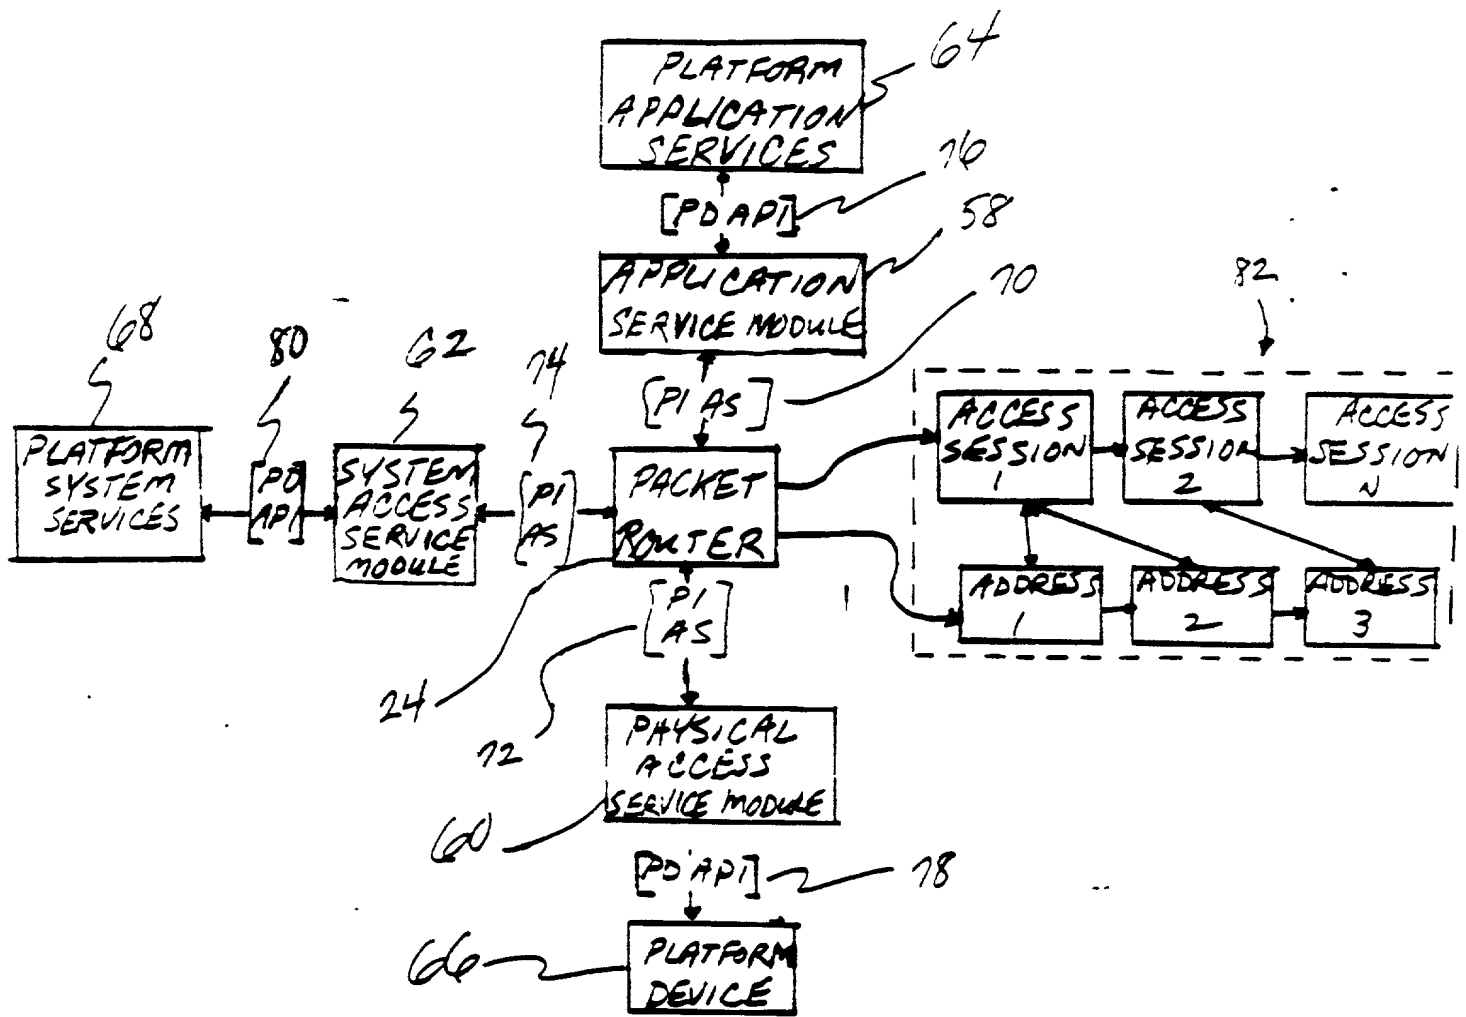 64
PLATFORM
APPLICATION
SERVICES
76
[PD API]
58
APPLICATION
SERVICE MODULE
70
[PI AS]
82
68
80
62
74
PLATFORM
SYSTEM
SERVICES
[PD
API]
SYSTEM
ACCESS
SERVICE
MODULE
[PI
AS]
PACKET
ROUTER
ACCESS
SESSION
1
ACCESS
SESSION
2
ACCESS
SESSION
N
ADDRESS
1
ADDRESS
2
ADDRESS
3
[PI
AS]
24
72
PHYSICAL
ACCESS
SERVICE MODULE
60
[PD API]
78
66
PLATFORM
DEVICE